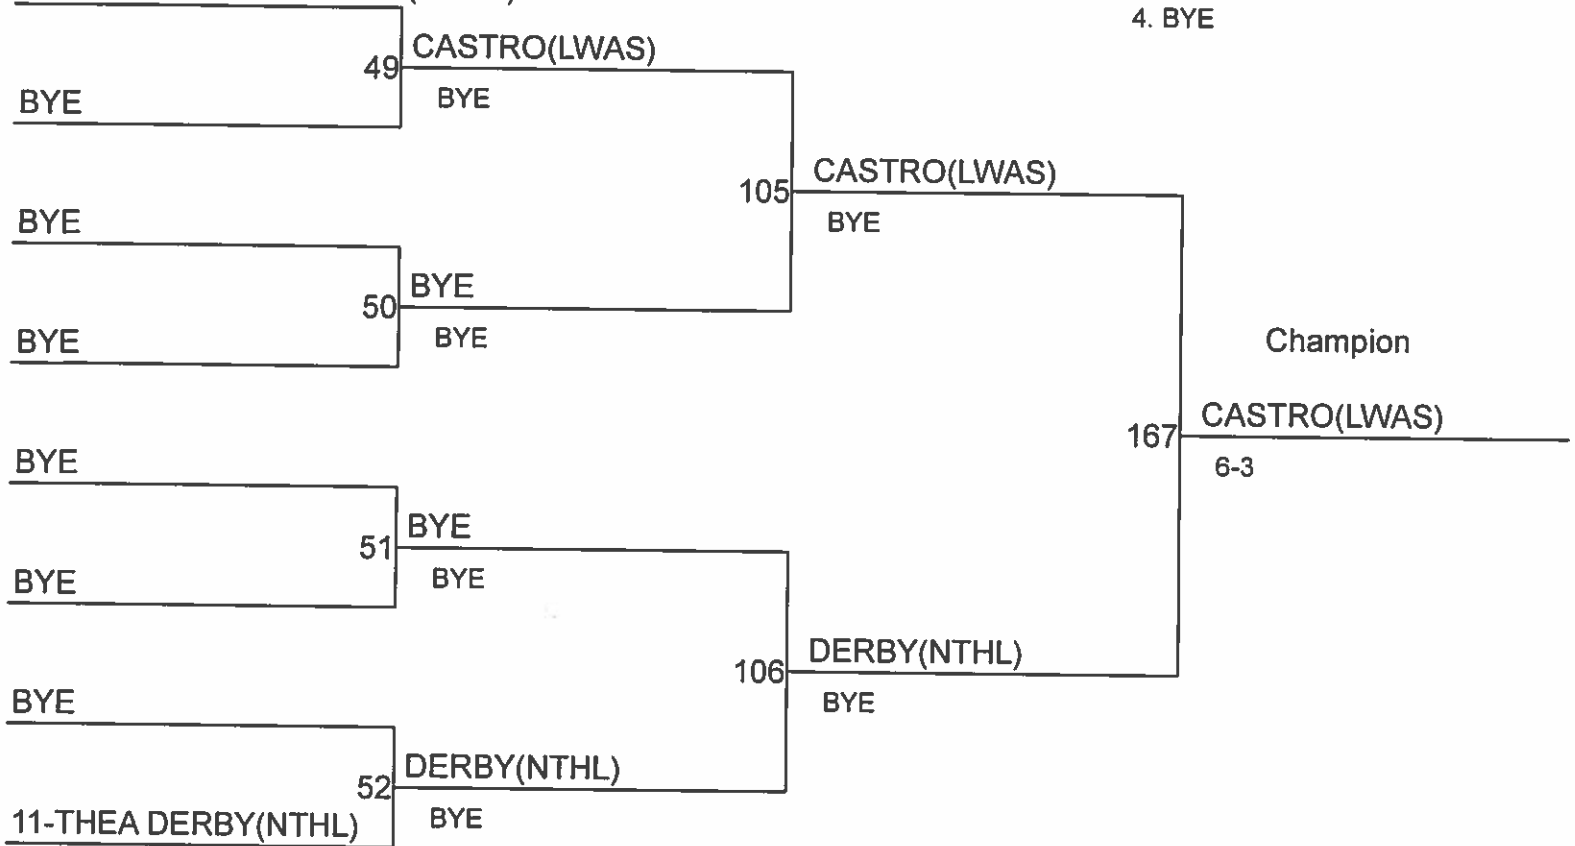 4. BYE
CASTRO(LWAS)
49
BYE
BYE
CASTRO(LWAS)
105
BYE
BYE
BYE
50
BYE
BYE
Champion
CASTRO(LWAS)
167
6-3
BYE
BYE
51
BYE
BYE
DERBY(NTHL)
106
BYE
BYE
DERBY(NTHL)
52
BYE
11-THEA DERBY(NTHL)